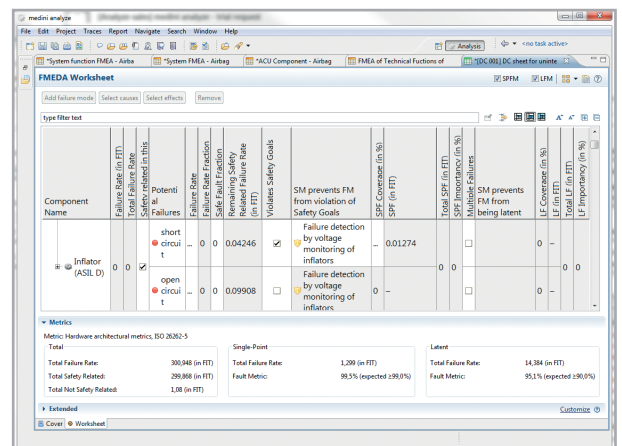 medini analyze
File Edit Project Traces Report Navigate Search Window Help
Analysis <no task active>
*System function FMEA - Airba
*System FMEA - Airbag
*ACU Component - Airbag
FMEA of Technical Fuctions of
*[DC 001] DC sheet for uninte
FMEDA Worksheet
SPFM LFM
Add failure mode Select causes Select effects Remove
type filter text
Component Name
Failure Rate (in FIT)
Total Failure Rate
Safety related in this
Potenti al Failures
Failure Rate
Failure Rate Fraction
Safe Fault Fraction
Remaining Safety Related Failure Rate (in FIT)
Violates Safety Goals
SM prevents FM from violation of Safety Goals
SPF Coverage (in %)
SPF (in FIT)
Total SPF (in FIT)
SPF Importancy (in %)
Multiple Failures
SM prevents FM from being latent
LF Coverage (in %)
LF (in FIT)
Total LF (in FIT)
LF Importancy (in %)
Inflator (ASIL D) 0 0
short circui t ... 0 0 0.04246
Failure detection by voltage monitoring of inflators
... 0.01274 0 –
0 0 0 0
open circui t ... 0 0 0.09908
Failure detection by voltage monitoring of inflators
0 – 0 –
Metrics
Metric: Hardware architectural metrics, ISO 26262-5
Total
Total Failure Rate: 300,948 (in FIT)
Total Safety Related: 299,868 (in FIT)
Total Not Safety Related: 1,08 (in FIT)
Single-Point
Total Failure Rate: 1,299 (in FIT)
Fault Metric: 99,5% (expected ≥99,0%)
Latent
Total Failure Rate: 14,384 (in FIT)
Fault Metric: 95,1% (expected ≥90,0%)
Extended
Customize
Cover Worksheet